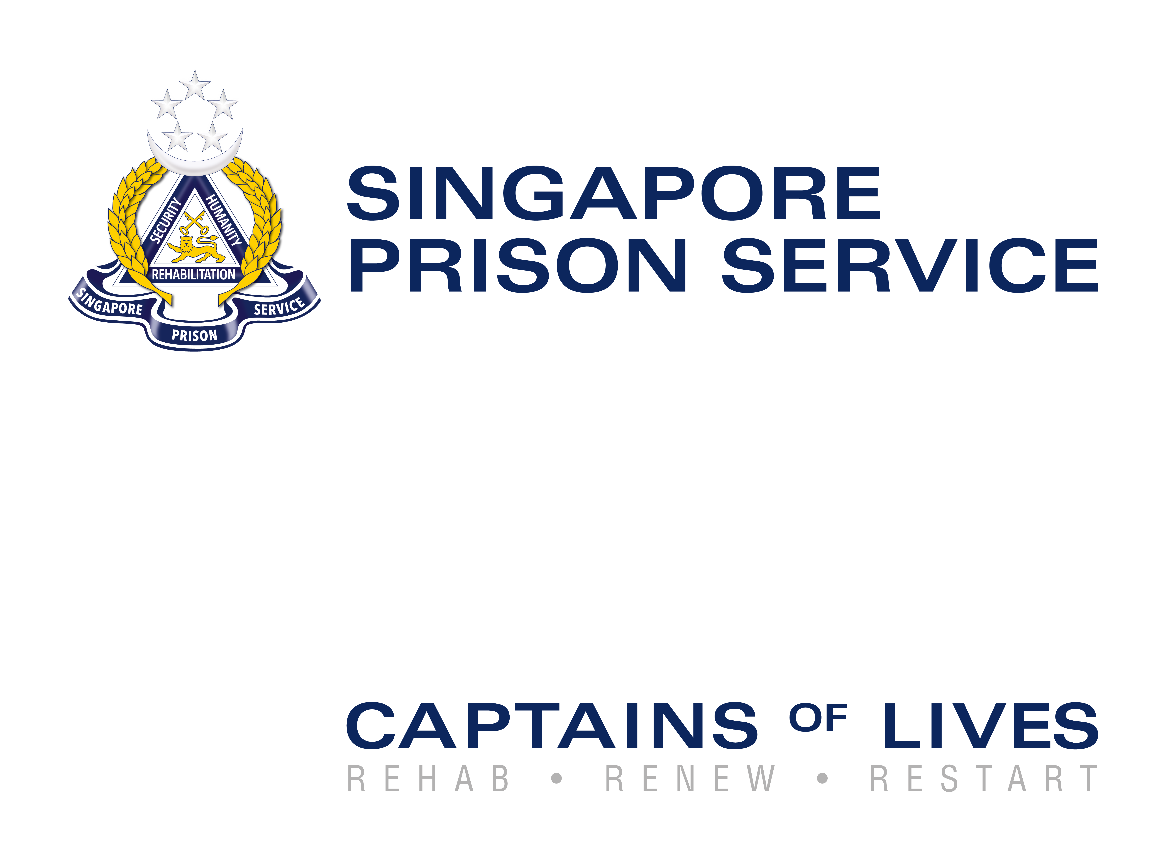 SECURITY
HUMANITY
REHABILITATION
SINGAPORE
PRISON
SERVICE
SINGAPORE
PRISON SERVICE
CAPTAINS OF LIVES
REHAB • RENEW • RESTART